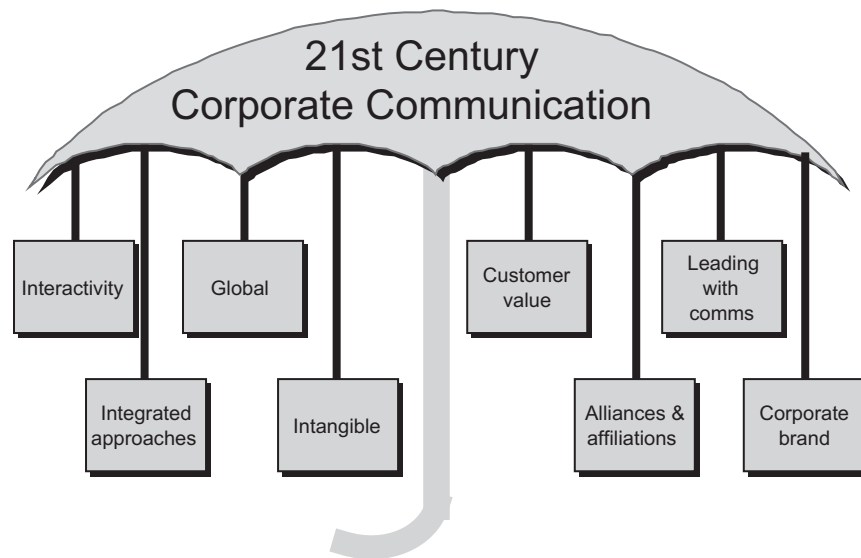 21st Century
Corporate Communication
Interactivity
Global
Customer
value
Leading
with
comms
Integrated
approaches
Intangible
Alliances &
affiliations
Corporate
brand